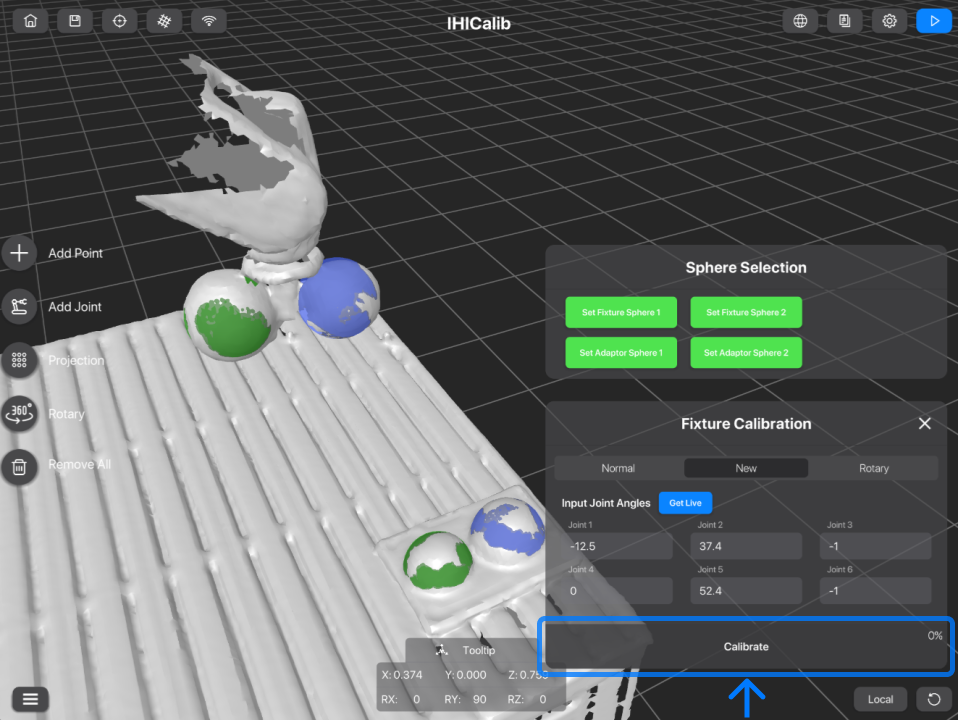 IHICalib
Add Point
Add Joint
Projection
360°
Rotary
Remove All
Sphere Selection
Set Fixture Sphere 1
Set Fixture Sphere 2
Set Adaptor Sphere 1
Set Adaptor Sphere 2
Fixture Calibration
Normal
New
Rotary
Input Joint Angles
Get Live
Joint 1
Joint 2
Joint 3
-12.5
37.4
-1
Joint 4
Joint 5
Joint 6
0
52.4
-1
0%
Calibrate
Tooltip
X: 0.374 Y: 0.000 Z: 0.755
RX: 0 RY: 90 RZ: 0
Local